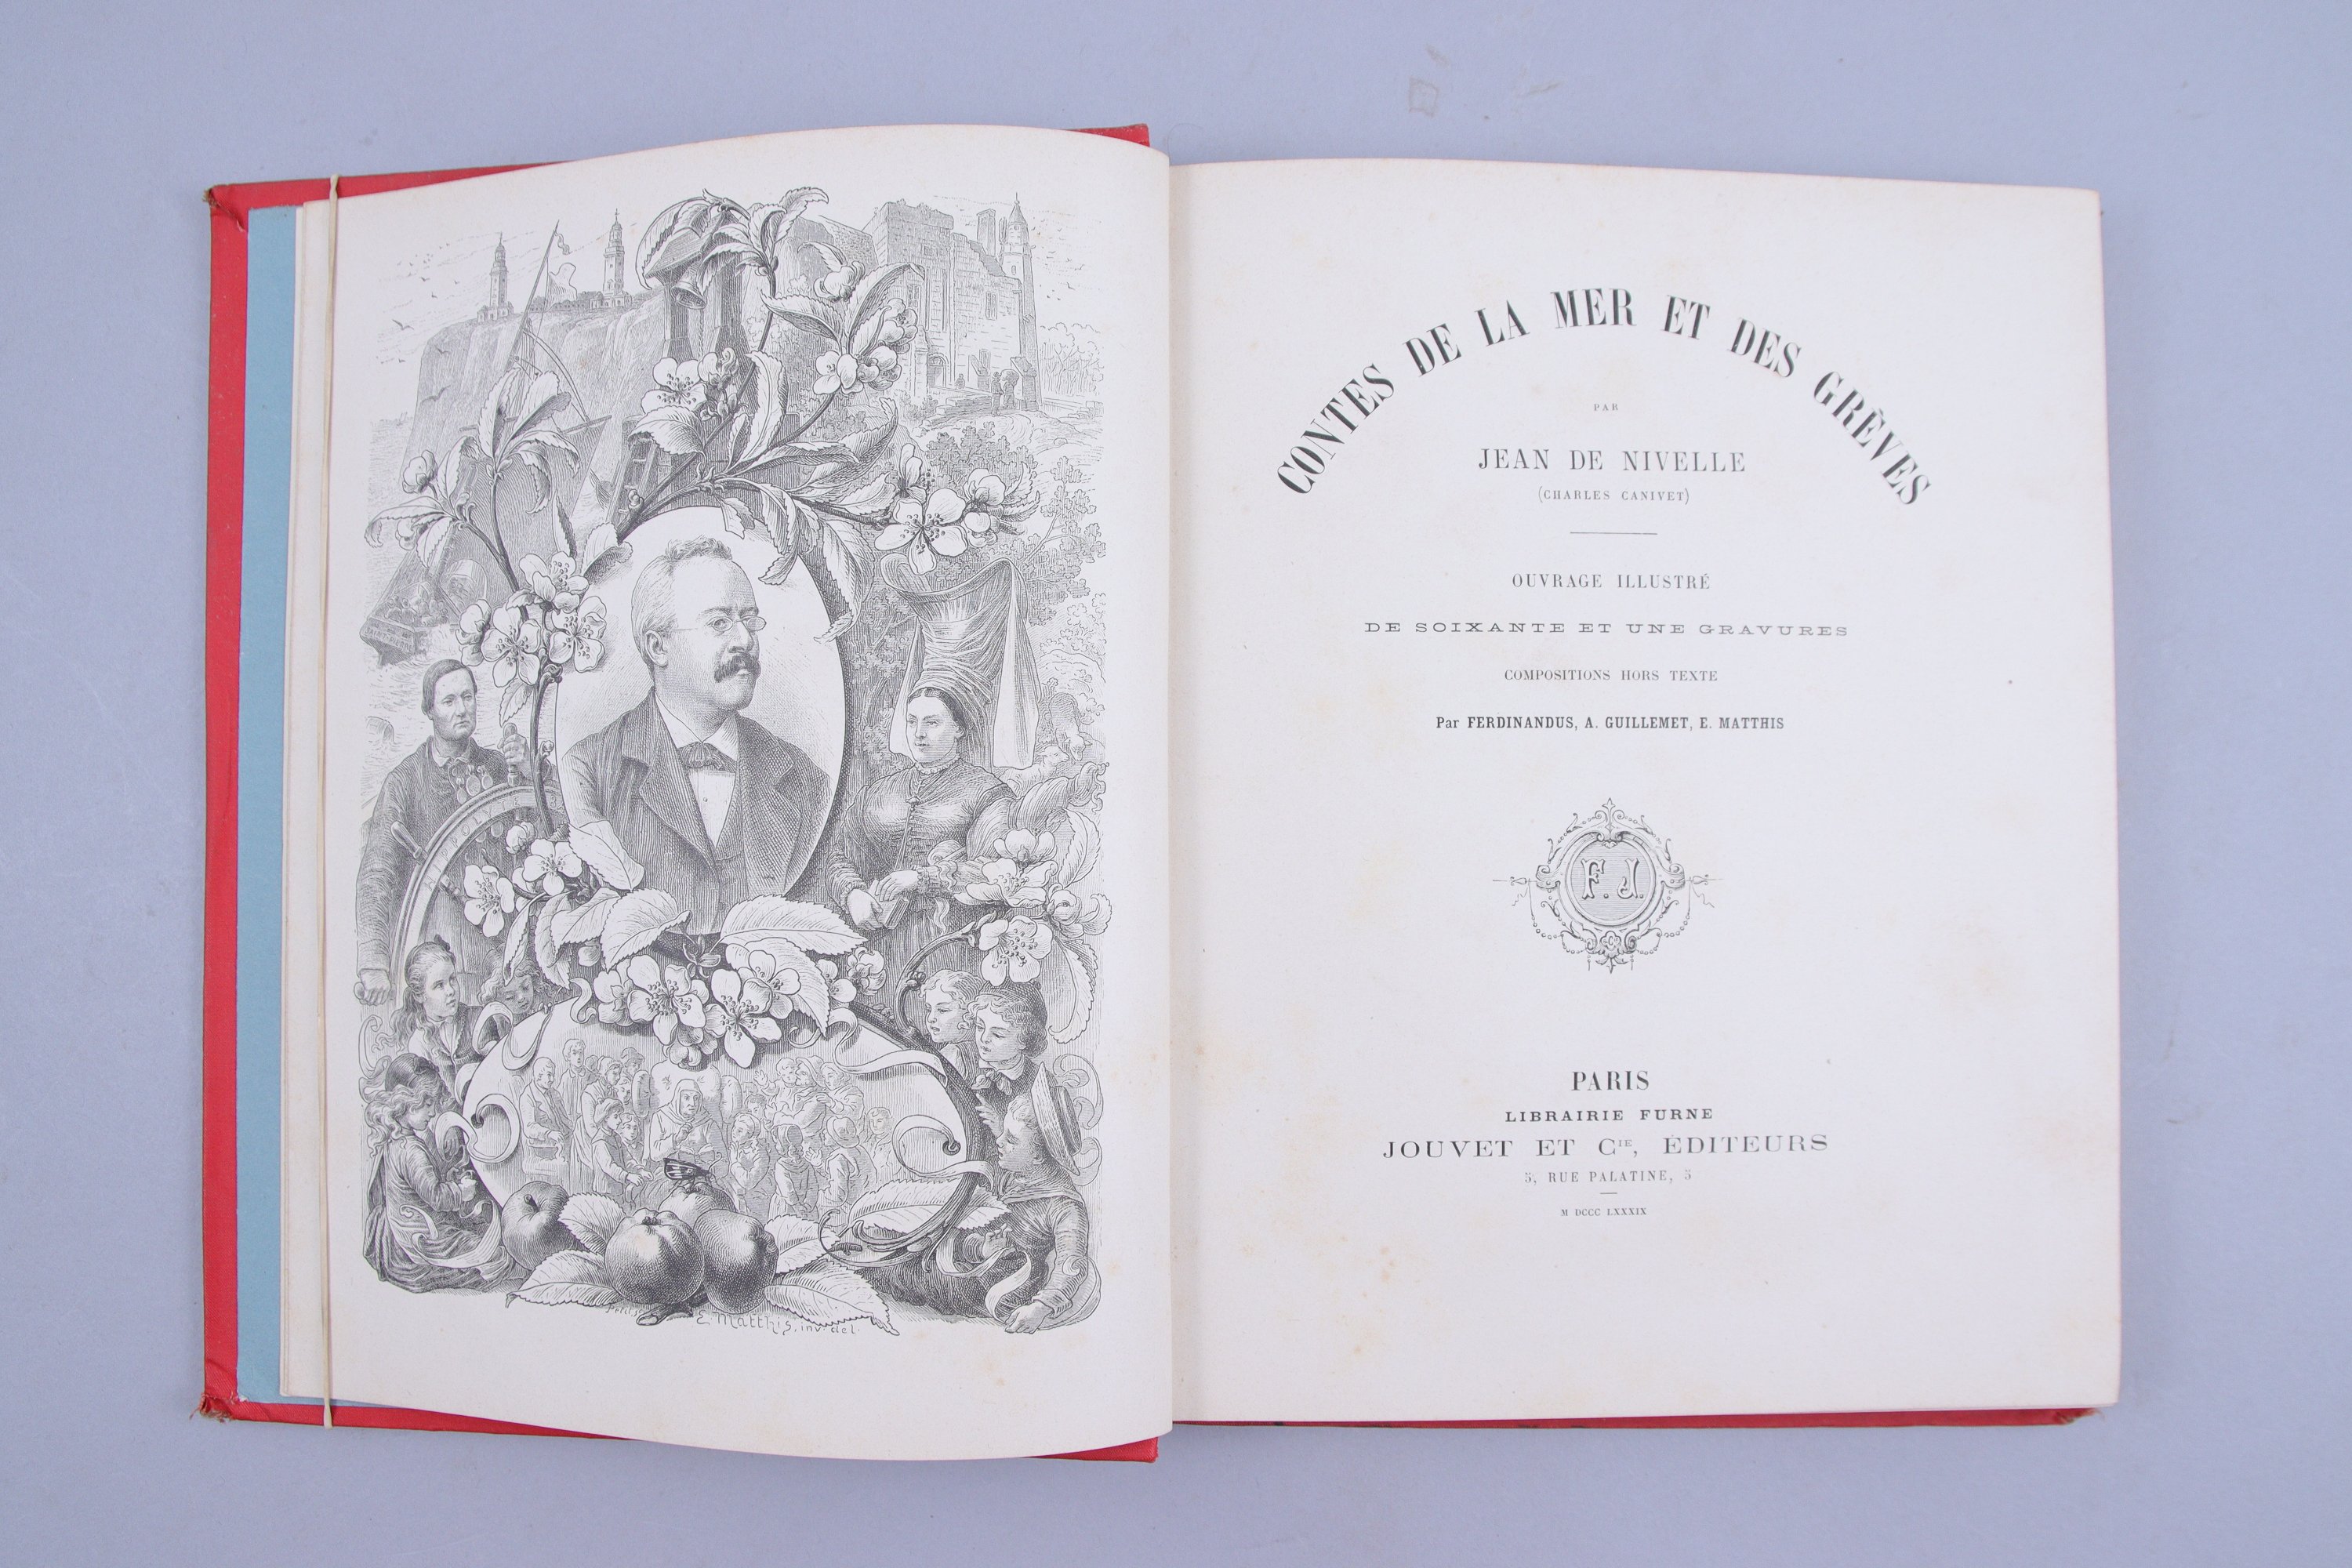 E. Matthis, inv. del.
CONTES DE LA MER ET DES GRÈVES
PAR
JEAN DE NIVELLE
(CHARLES CANIVET)
OUVRAGE ILLUSTRÉ
DE SOIXANTE ET UNE GRAVURES
COMPOSITIONS HORS TEXTE
Par FERDINANDUS, A. GUILLEMET, E. MATTHIS
F. J.
PARIS
LIBRAIRIE FURNE
JOUVET ET CIE, ÉDITEURS
5, RUE PALATINE, 5
M DCCC LXXXIX